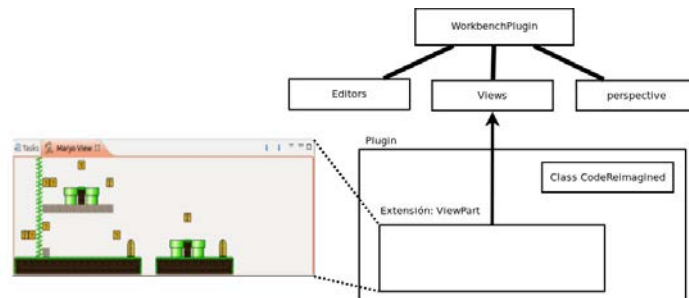 WorkbenchPlugin
Editors
Views
perspective
Tasks
Maryo View
Plugin
Class CodeReimagined
Extensión: ViewPart